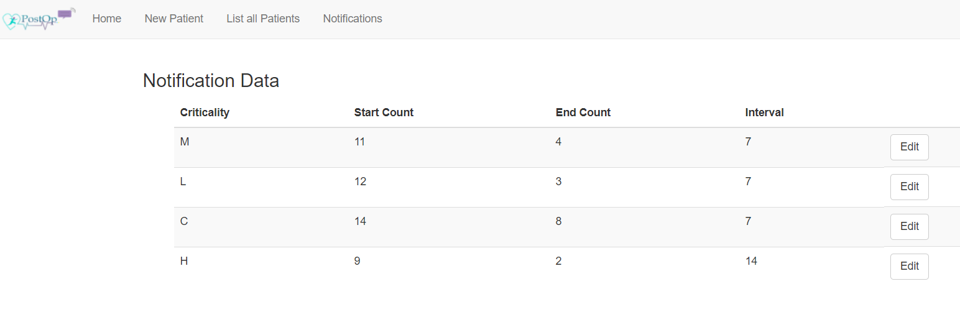 PostOp Home New Patient List all Patients Notifications
Notification Data
Criticality Start Count End Count Interval
M 11 4 7 Edit
L 12 3 7 Edit
C 14 8 7 Edit
H 9 2 14 Edit